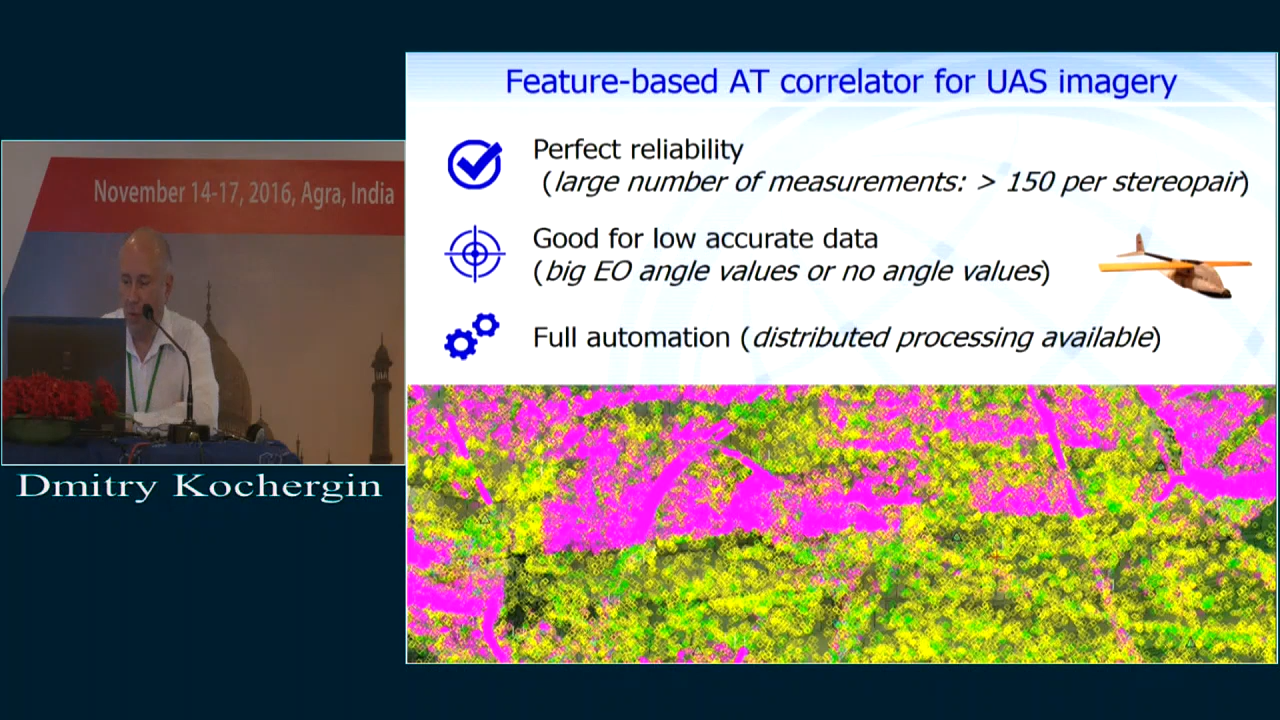 Feature-based AT correlator for UAS imagery
Perfect reliability
(large number of measurements: > 150 per stereopair)
Good for low accurate data
(big EO angle values or no angle values)
Full automation (distributed processing available)
November 14-17, 2016, Agra, India
Dmitry Kochergin